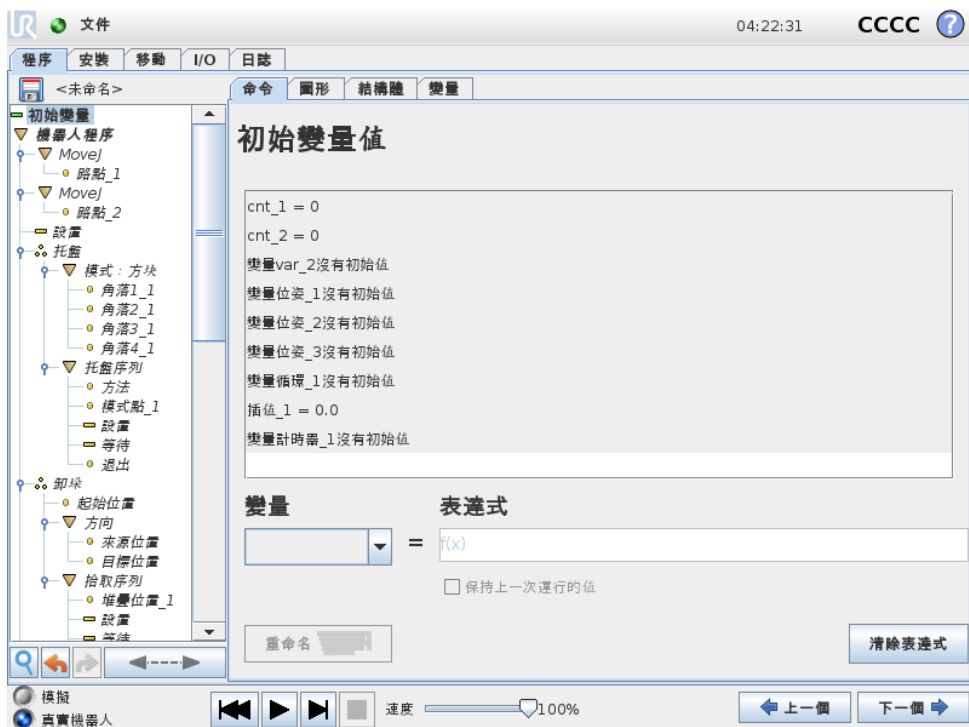 UR 文件 04:22:31 CCCC ?
程序 安裝 移動 I/O 日誌
<未命名> 命令 圖形 結構體 變量
初始變量
機器人程序
MoveJ
路點_1
MoveJ
路點_2
設置
托盤
模式：方块
角落1_1
角落2_1
角落3_1
角落4_1
托盤序列
方法
模式點_1
設置
等待
退出
卸垛
起始位置
方向
來源位置
目標位置
拾取序列
堆疊位置_1
設置
等待
初始變量值
cnt_1 = 0
cnt_2 = 0
變量var_2沒有初始值
變量位姿_1沒有初始值
變量位姿_2沒有初始值
變量位姿_3沒有初始值
變量循環_1沒有初始值
插值_1 = 0.0
變量計時器_1沒有初始值
變量 表達式
= f(x)
保持上一次運行的值
重命名 清除表達式
模擬
真實機器人
速度 100% 上一個 下一個